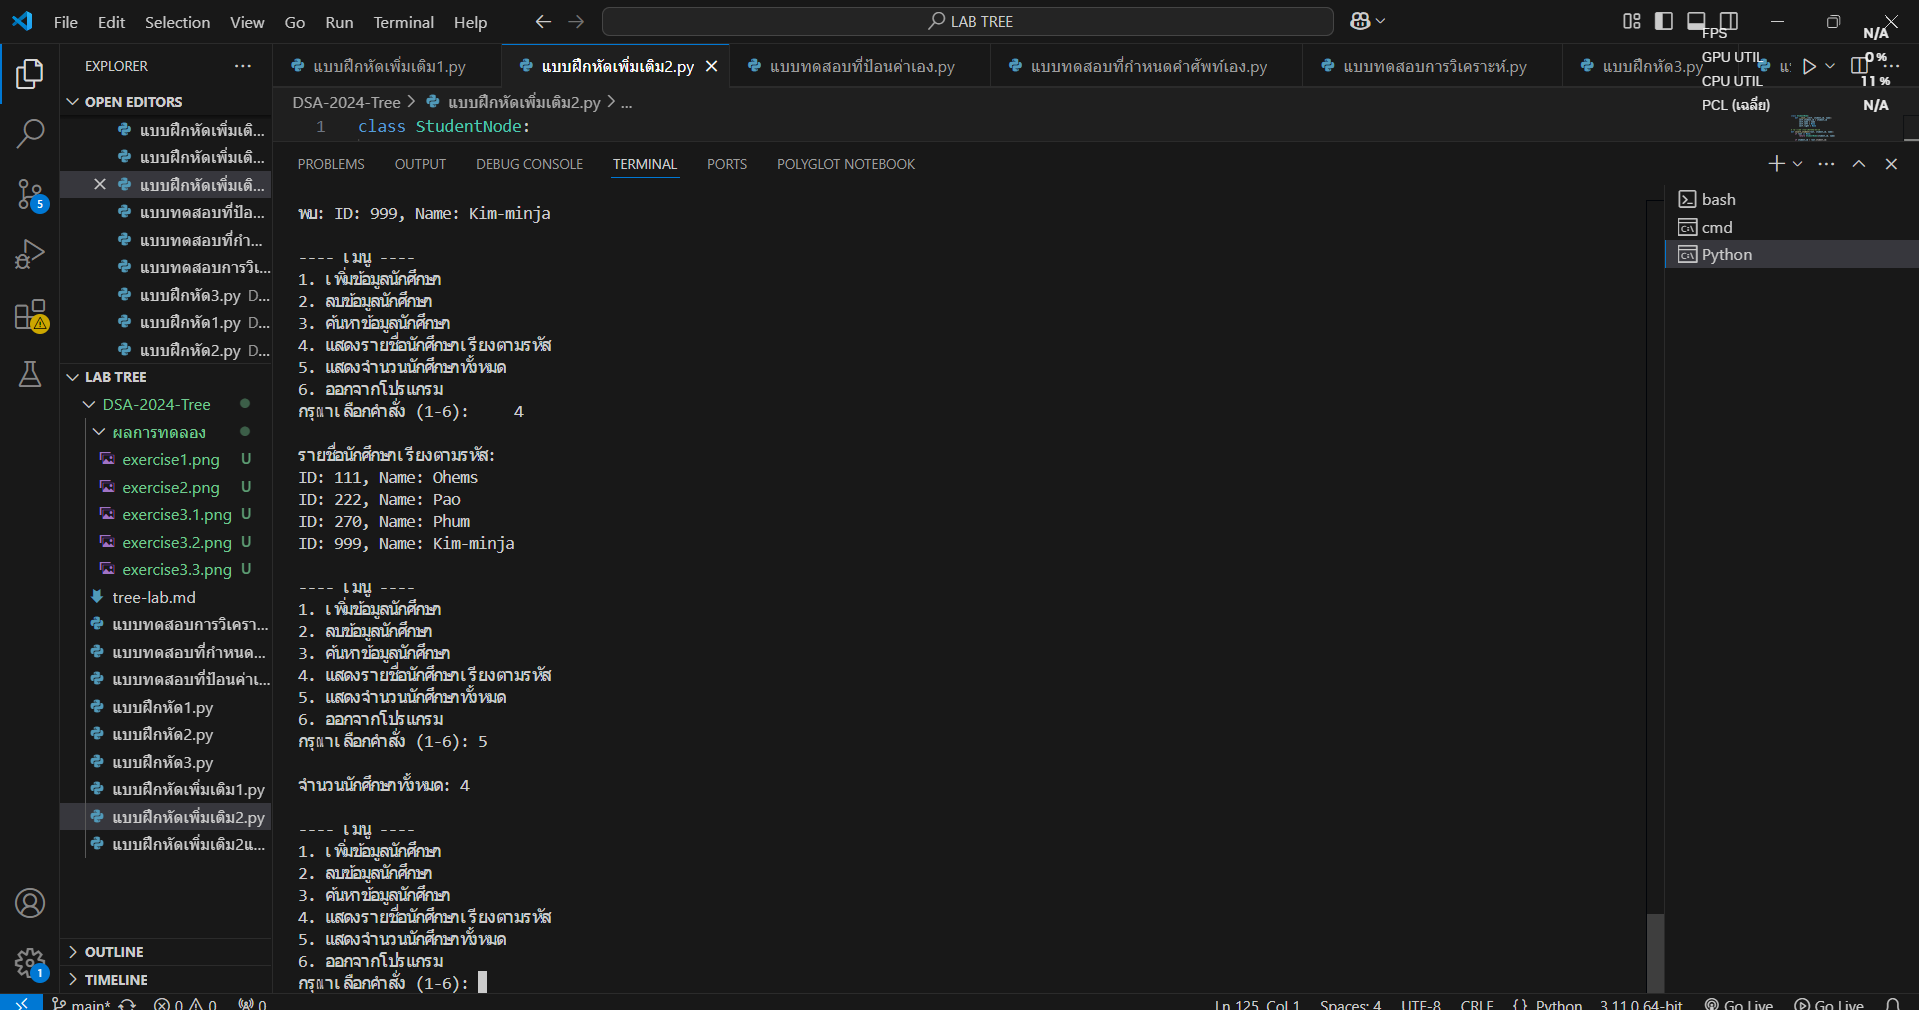 File Edit Selection View Go Run Terminal Help
LAB TREE
FPS N/A
GPU UTIL 0 %
CPU UTIL 11 %
PCL (เฉลี่ย) N/A
EXPLORER
แบบฝึกหัดเพิ่มเติม1.py
แบบฝึกหัดเพิ่มเติม2.py
แบบทดสอบที่ป้อนค่าเอง.py
แบบทดสอบที่กำหนดคำศัพท์เอง.py
แบบทดสอบการวิเคราะห์.py
แบบฝึกหัด3.py
DSA-2024-Tree > แบบฝึกหัดเพิ่มเติม2.py > ...
1 class StudentNode:
OPEN EDITORS
แบบฝึกหัดเพิ่มเติ...
แบบฝึกหัดเพิ่มเติ...
แบบฝึกหัดเพิ่มเติ...
แบบทดสอบที่ป้อ...
แบบทดสอบที่กำ...
แบบทดสอบการวิเ...
แบบฝึกหัด3.py D...
แบบฝึกหัด1.py D...
แบบฝึกหัด2.py D...
LAB TREE
DSA-2024-Tree
ผลการทดลอง
exercise1.png U
exercise2.png U
exercise3.1.png U
exercise3.2.png U
exercise3.3.png U
tree-lab.md
แบบทดสอบการวิเครา...
แบบทดสอบที่กำหนด...
แบบทดสอบที่ป้อนค่าเ...
แบบฝึกหัด1.py
แบบฝึกหัด2.py
แบบฝึกหัด3.py
แบบฝึกหัดเพิ่มเติม1.py
แบบฝึกหัดเพิ่มเติม2.py
แบบฝึกหัดเพิ่มเติม2แ...
OUTLINE
TIMELINE
PROBLEMS OUTPUT DEBUG CONSOLE TERMINAL PORTS POLYGLOT NOTEBOOK
bash
cmd
Python
พบ: ID: 999, Name: Kim-minja
---- เมนู ----
1. เพิ่มข้อมูลนักศึกษา
2. ลบข้อมูลนักศึกษา
3. ค้นหาข้อมูลนักศึกษา
4. แสดงรายชื่อนักศึกษาเรียงตามรหัส
5. แสดงจำนวนนักศึกษาทั้งหมด
6. ออกจากโปรแกรม
กรุณาเลือกคำสั่ง (1-6): 4
รายชื่อนักศึกษาเรียงตามรหัส:
ID: 111, Name: Ohems
ID: 222, Name: Pao
ID: 270, Name: Phum
ID: 999, Name: Kim-minja
---- เมนู ----
1. เพิ่มข้อมูลนักศึกษา
2. ลบข้อมูลนักศึกษา
3. ค้นหาข้อมูลนักศึกษา
4. แสดงรายชื่อนักศึกษาเรียงตามรหัส
5. แสดงจำนวนนักศึกษาทั้งหมด
6. ออกจากโปรแกรม
กรุณาเลือกคำสั่ง (1-6): 5
จำนวนนักศึกษาทั้งหมด: 4
---- เมนู ----
1. เพิ่มข้อมูลนักศึกษา
2. ลบข้อมูลนักศึกษา
3. ค้นหาข้อมูลนักศึกษา
4. แสดงรายชื่อนักศึกษาเรียงตามรหัส
5. แสดงจำนวนนักศึกษาทั้งหมด
6. ออกจากโปรแกรม
กรุณาเลือกคำสั่ง (1-6):
5
1
main* 0 0 0 Ln 125, Col 1 Spaces: 4 UTF-8 CRLF {} Python 3.11.0 64-bit Go Live Go Live